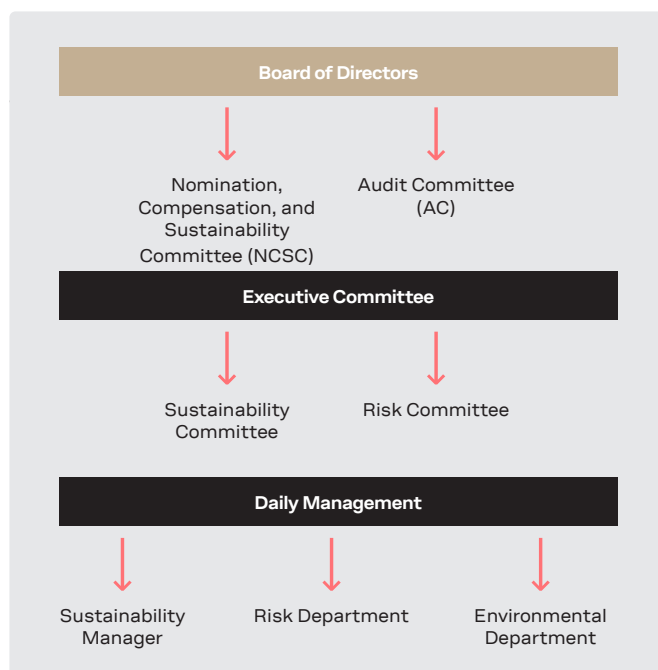 Board of Directors
Nomination,
Compensation, and
Sustainability
Committee (NCSC)
Audit Committee
(AC)
Executive Committee
Sustainability
Committee
Risk Committee
Daily Management
Sustainability
Manager
Risk Department
Environmental
Department